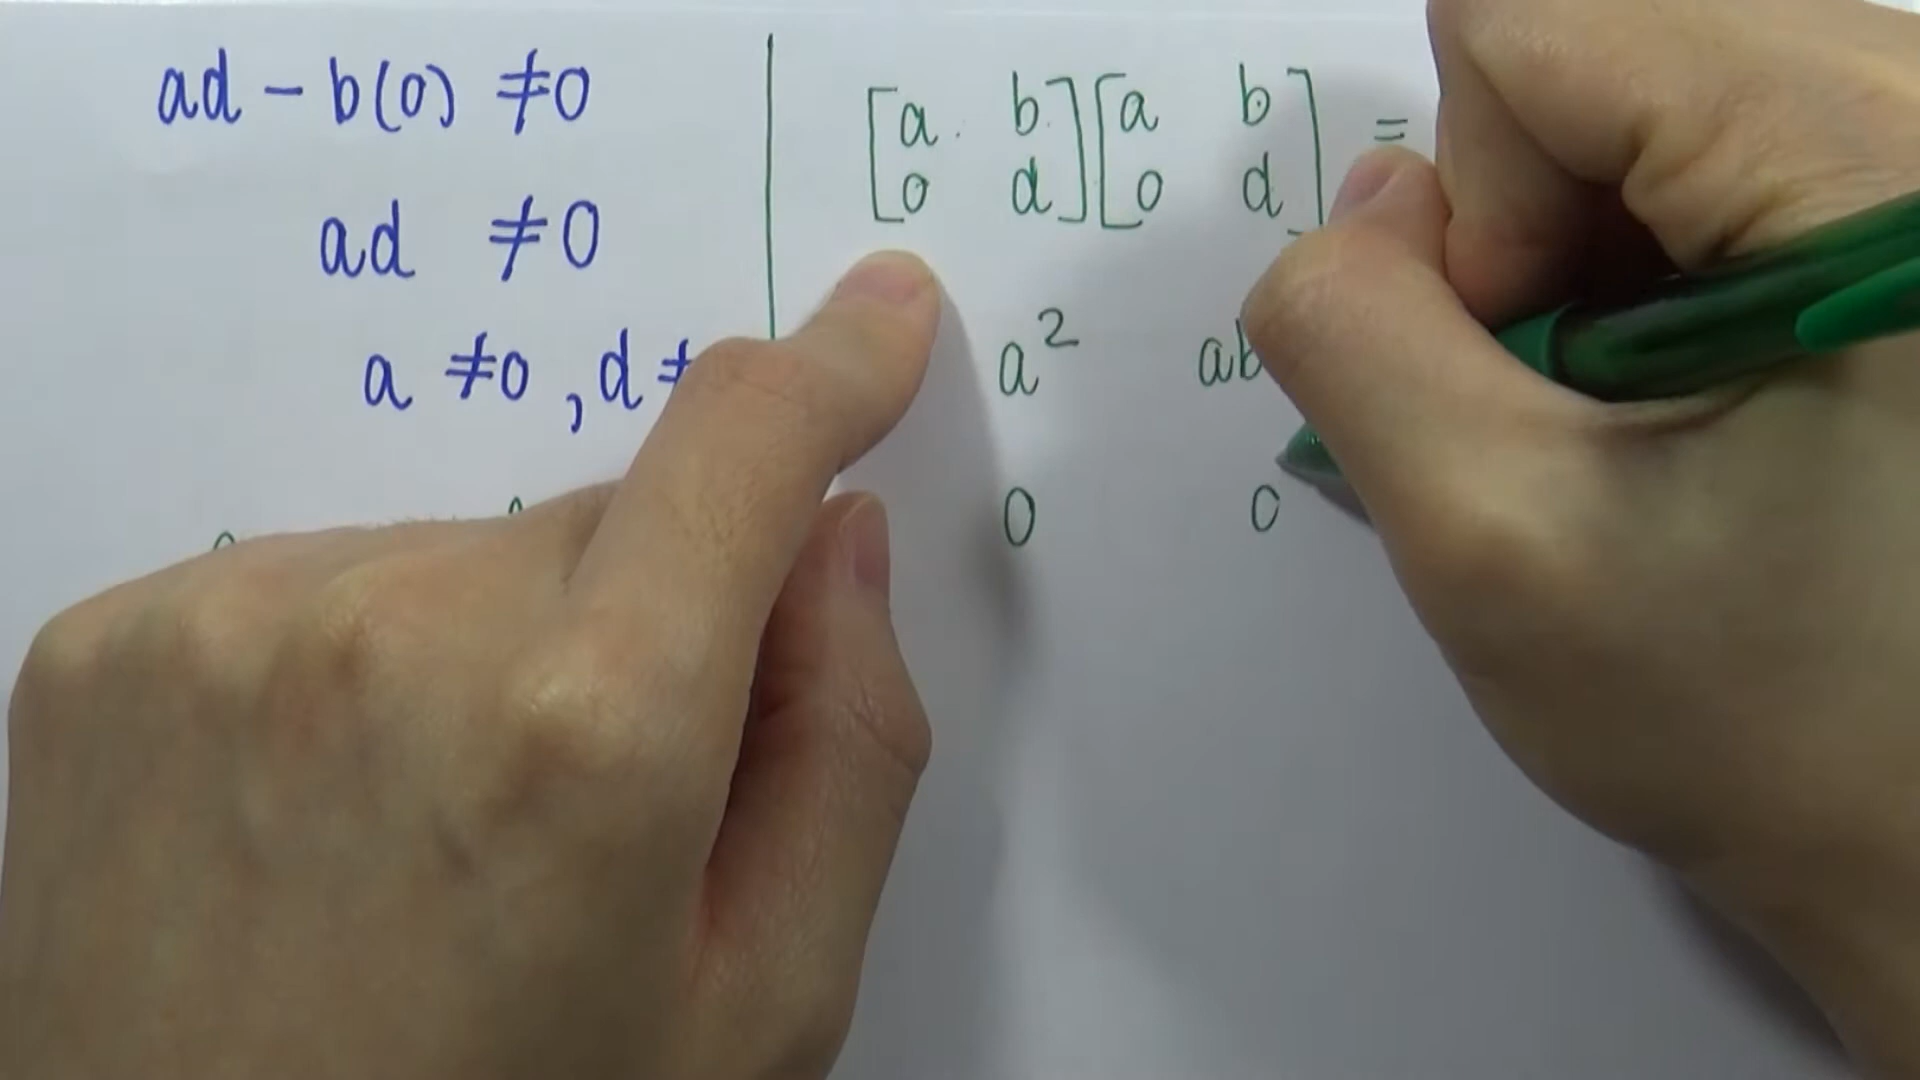 ad - b(0) ≠0
ad ≠0
a ≠0 , d ≠
[a b] [a b] =
[0 d] [0 d]
a² ab
0 0